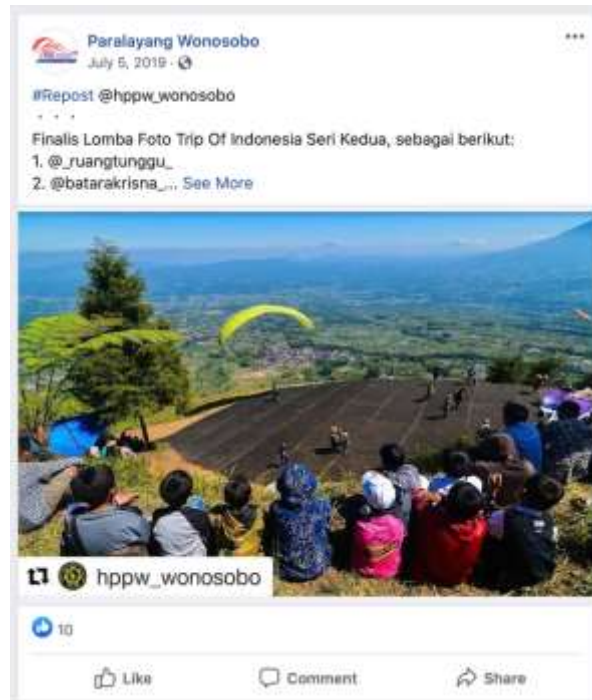 Paralayang Wonosobo
July 5, 2019 ·
#Repost @hppw_wonosobo
· · ·
Finalis Lomba Foto Trip Of Indonesia Seri Kedua, sebagai berikut:
1. @_ruangtunggu_
2. @batarakrisna_... See More
hppw_wonosobo
10
Like Comment Share